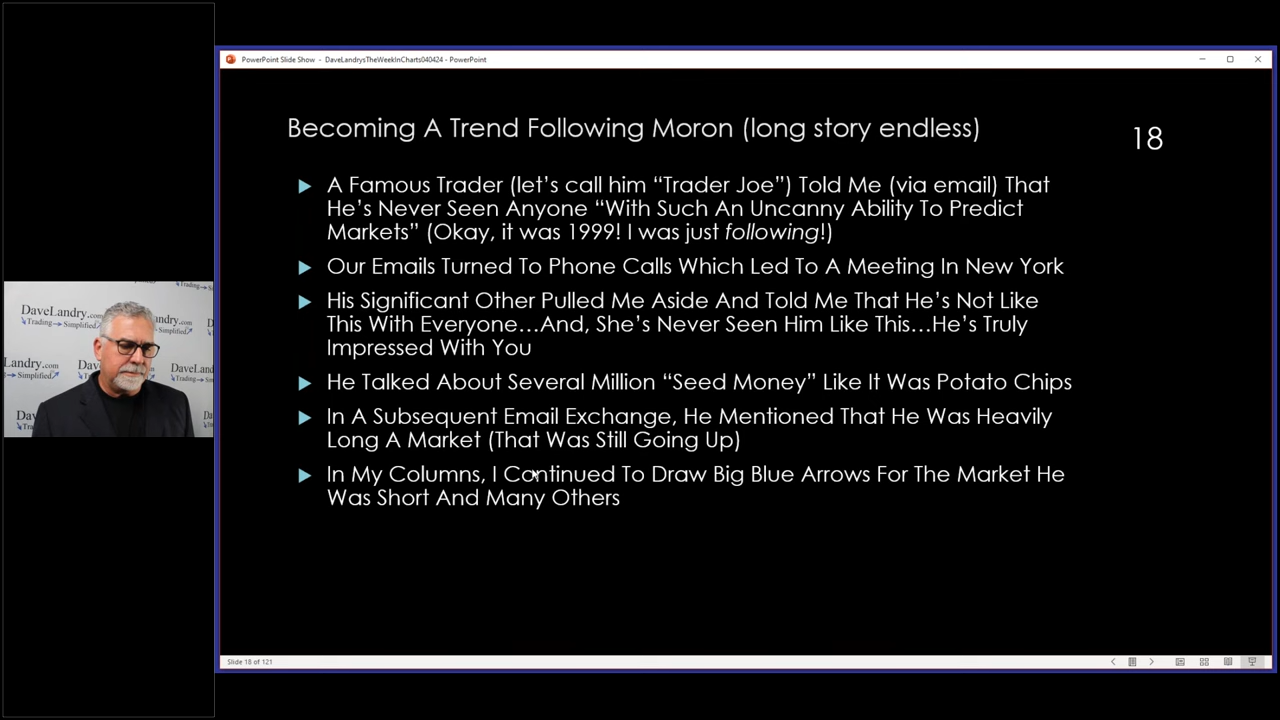 PowerPoint Slide Show - DaveLandrysTheWeekInCharts040424 - PowerPoint
Becoming A Trend Following Moron (long story endless)
18
A Famous Trader (let's call him “Trader Joe”) Told Me (via email) That
He's Never Seen Anyone “With Such An Uncanny Ability To Predict
Markets” (Okay, it was 1999! I was just following!)
Our Emails Turned To Phone Calls Which Led To A Meeting In New York
His Significant Other Pulled Me Aside And Told Me That He's Not Like
This With Everyone…And, She's Never Seen Him Like This…He's Truly
Impressed With You
He Talked About Several Million “Seed Money” Like It Was Potato Chips
In A Subsequent Email Exchange, He Mentioned That He Was Heavily
Long A Market (That Was Still Going Up)
In My Columns, I Continued To Draw Big Blue Arrows For The Market He
Was Short And Many Others
DaveLandry.com
Trading Simplified
Landry.com
Simplified
DaveLandry.com
Trading Simplified
Slide 18 of 121